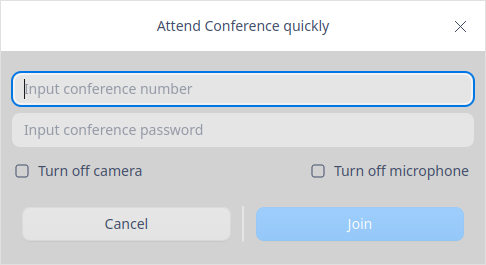 Attend Conference quickly
Input conference number
Input conference password
Turn off camera
Turn off microphone
Cancel
Join